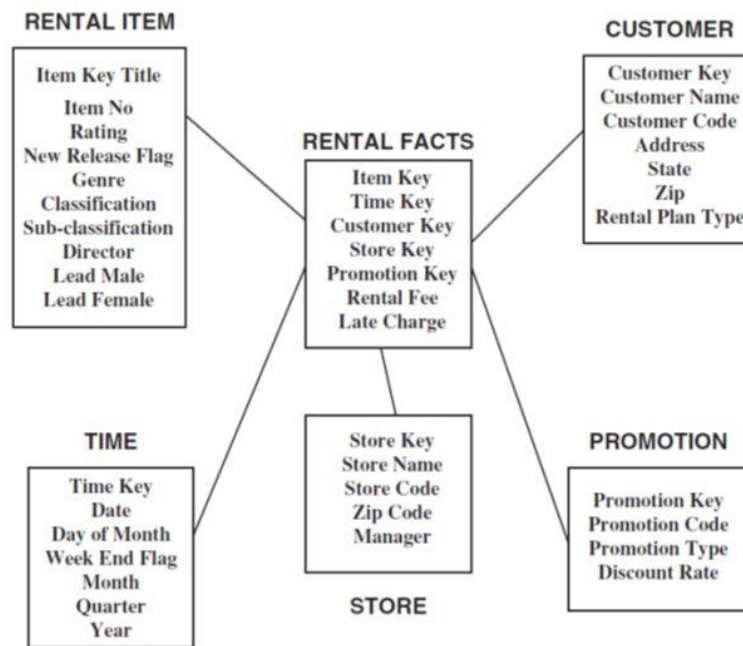 RENTAL ITEM
Item Key Title
Item No
Rating
New Release Flag
Genre
Classification
Sub-classification
Director
Lead Male
Lead Female
RENTAL FACTS
Item Key
Time Key
Customer Key
Store Key
Promotion Key
Rental Fee
Late Charge
CUSTOMER
Customer Key
Customer Name
Customer Code
Address
State
Zip
Rental Plan Type
TIME
Time Key
Date
Day of Month
Week End Flag
Month
Quarter
Year
Store Key
Store Name
Store Code
Zip Code
Manager
STORE
PROMOTION
Promotion Key
Promotion Code
Promotion Type
Discount Rate